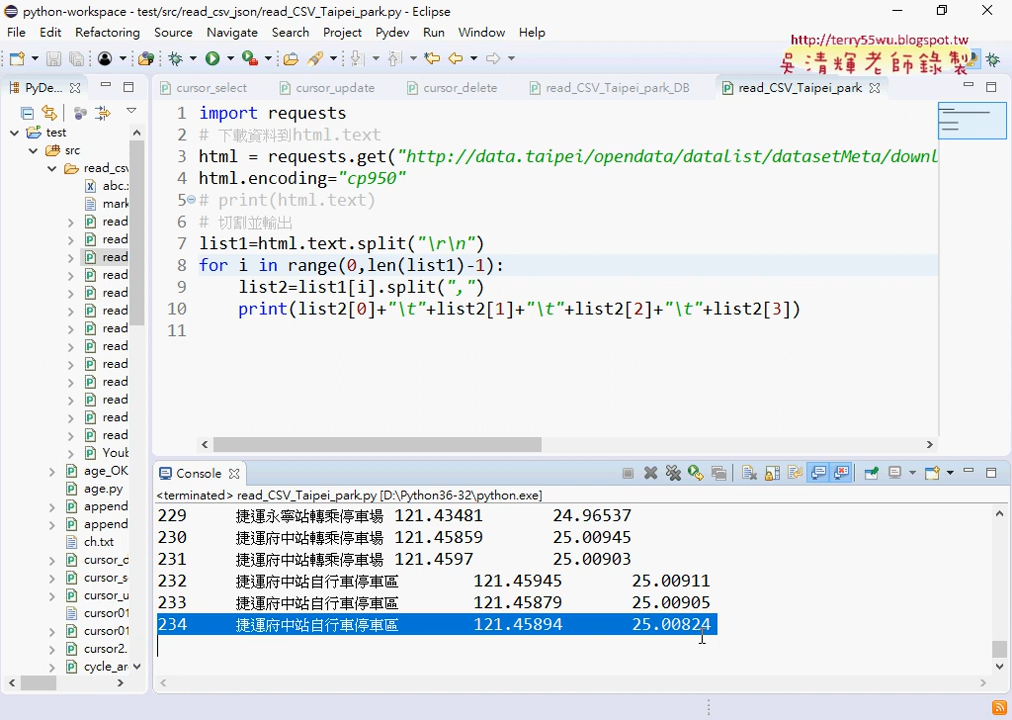 python-workspace - test/src/read_csv_json/read_CSV_Taipei_park.py - Eclipse
File Edit Refactoring Source Navigate Search Project Pydev Run Window Help
http://terry55wu.blogspot.tw
吳清輝老師錄製
PyDe...
cursor_select
cursor_update
cursor_delete
read_CSV_Taipei_park_DB
read_CSV_Taipei_park
test
src
read_csv
abc.
mark
read
read
read
read
read
read
read
read
read
read
read
read
read
Youb
age_OK
age.py
append
append
ch.txt
cursor_d
cursor_s
cursor_u
cursor01
cursor01
cursor2.
cycle_ar
1 import requests
2 # 下載資料到html.text
3 html = requests.get("http://data.taipei/opendata/datalist/datasetMeta/downl
4 html.encoding="cp950"
5 # print(html.text)
6 # 切割並輸出
7 list1=html.text.split("\r\n")
8 for i in range(0,len(list1)-1):
9 list2=list1[i].split(",")
10 print(list2[0]+"\t"+list2[1]+"\t"+list2[2]+"\t"+list2[3])
11
Console
<terminated> read_CSV_Taipei_park.py [D:\Python36-32\python.exe]
229 捷運永寧站轉乘停車場 121.43481 24.96537
230 捷運府中站轉乘停車場 121.45859 25.00945
231 捷運府中站轉乘停車場 121.4597 25.00903
232 捷運府中站自行車停車區 121.45945 25.00911
233 捷運府中站自行車停車區 121.45879 25.00905
234 捷運府中站自行車停車區 121.45894 25.00824